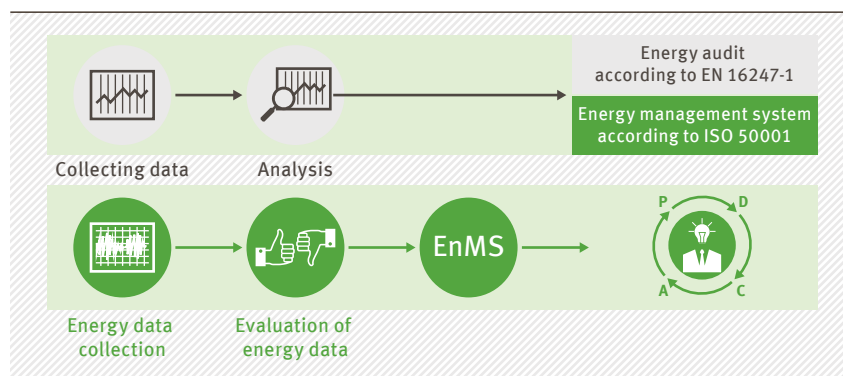 Energy audit
according to EN 16247-1
Energy management system
according to ISO 50001
Collecting data
Analysis
EnMS
P
D
A
C
Energy data
collection
Evaluation of
energy data